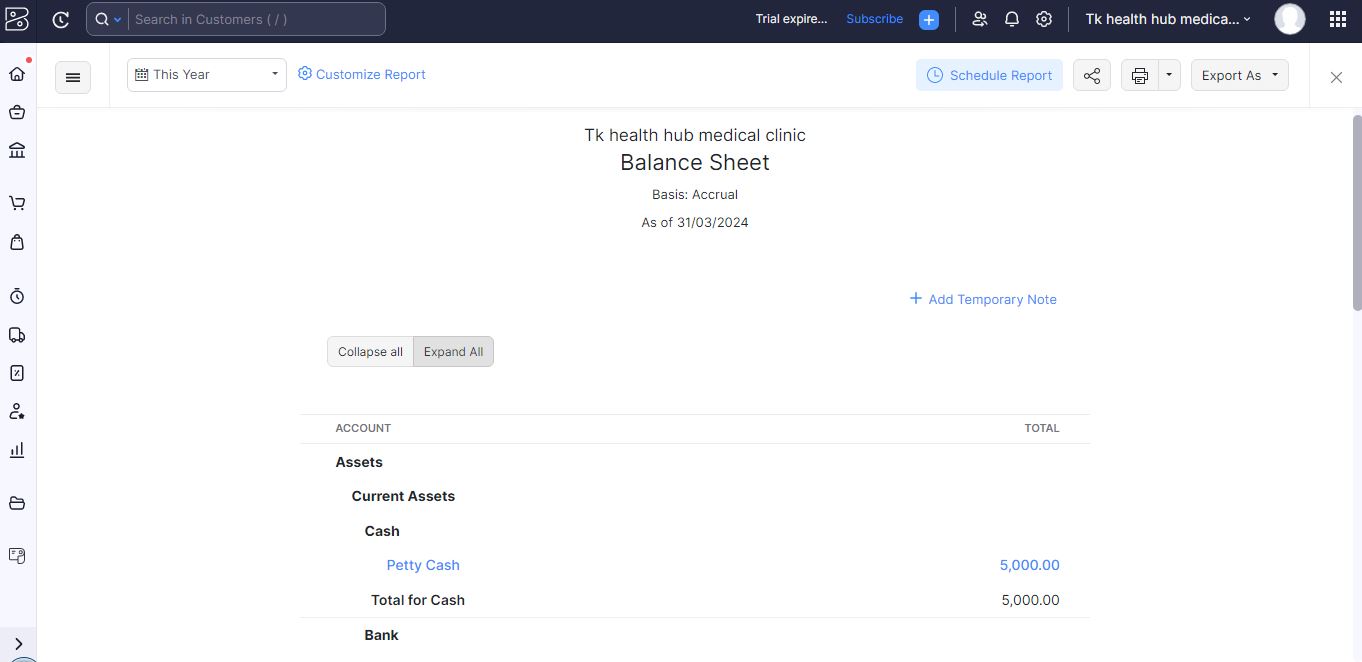 Search in Customers ( / )
Trial expire...
Subscribe
Tk health hub medica...
This Year
Customize Report
Schedule Report
Export As
Tk health hub medical clinic
Balance Sheet
Basis: Accrual
As of 31/03/2024
Add Temporary Note
Collapse all
Expand All
ACCOUNT TOTAL
Assets
Current Assets
Cash
Petty Cash 5,000.00
Total for Cash 5,000.00
Bank